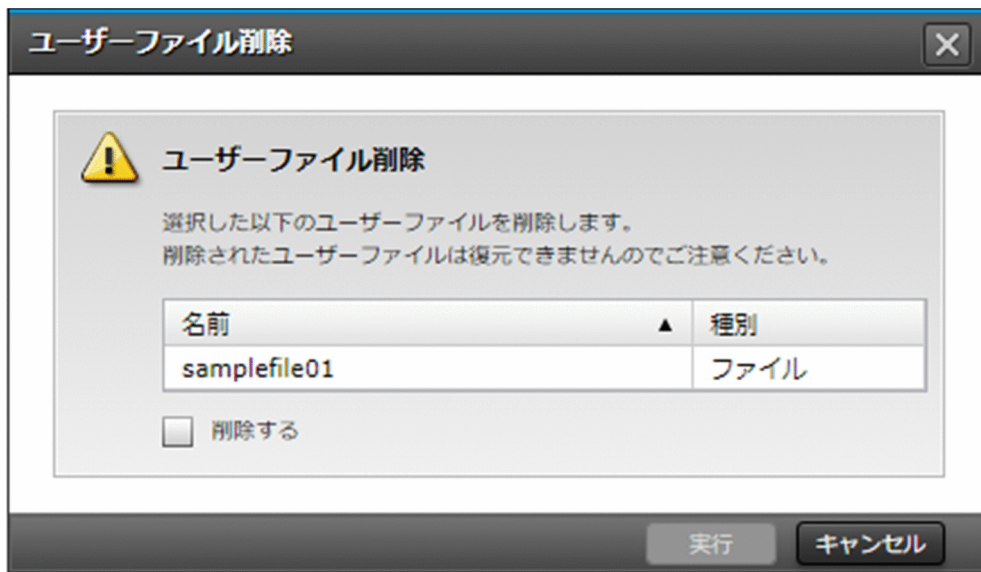 ユーザーファイル削除
ユーザーファイル削除
選択した以下のユーザーファイルを削除します。
削除されたユーザーファイルは復元できませんのでご注意ください。
名前 ▲ 種別
samplefile01 ファイル
削除する
実行 キャンセル